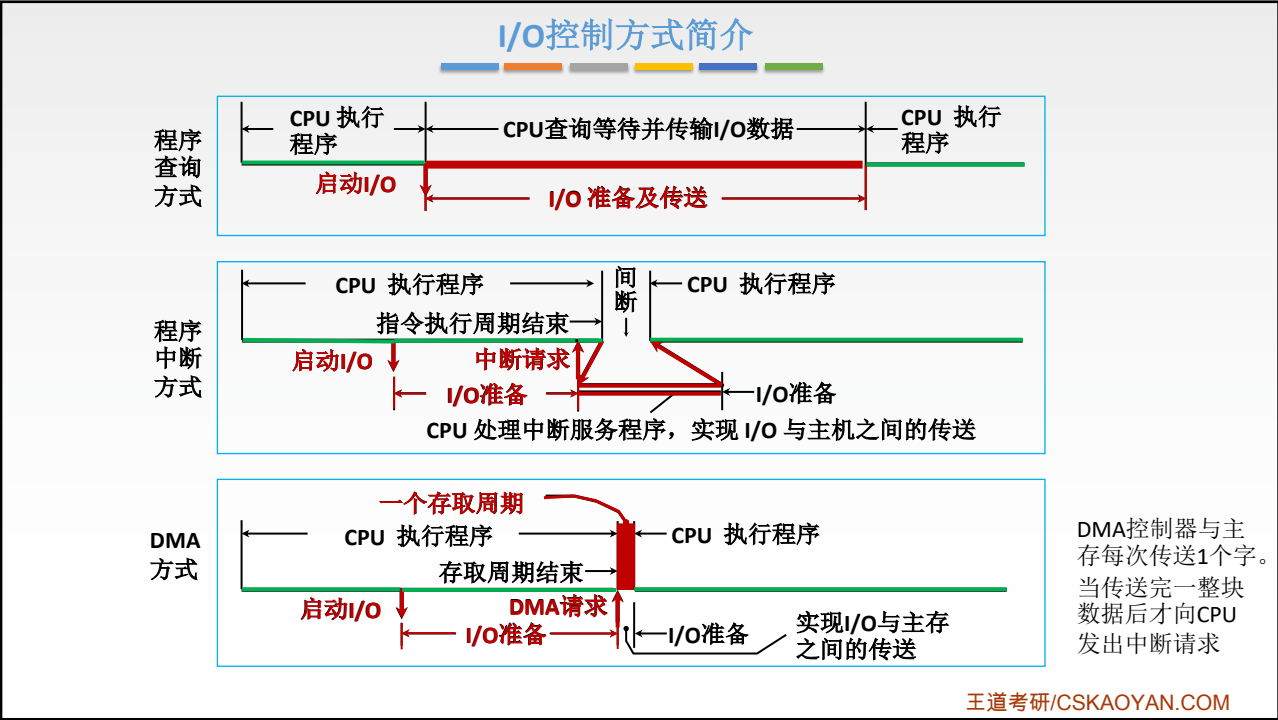 I/O控制方式简介
程序
查询
方式
CPU 执行
程序
CPU查询等待并传输I/O数据
CPU 执行
程序
启动I/O
I/O 准备及传送
程序
中断
方式
CPU 执行程序
间
断
CPU 执行程序
指令执行周期结束
启动I/O
中断请求
I/O准备
I/O准备
CPU 处理中断服务程序，实现 I/O 与主机之间的传送
DMA
方式
一个存取周期
CPU 执行程序
CPU 执行程序
存取周期结束
启动I/O
DMA请求
I/O准备
I/O准备
实现I/O与主存
之间的传送
DMA控制器与主
存每次传送1个字。
当传送完一整块
数据后才向CPU
发出中断请求
王道考研/CSKAOYAN.COM